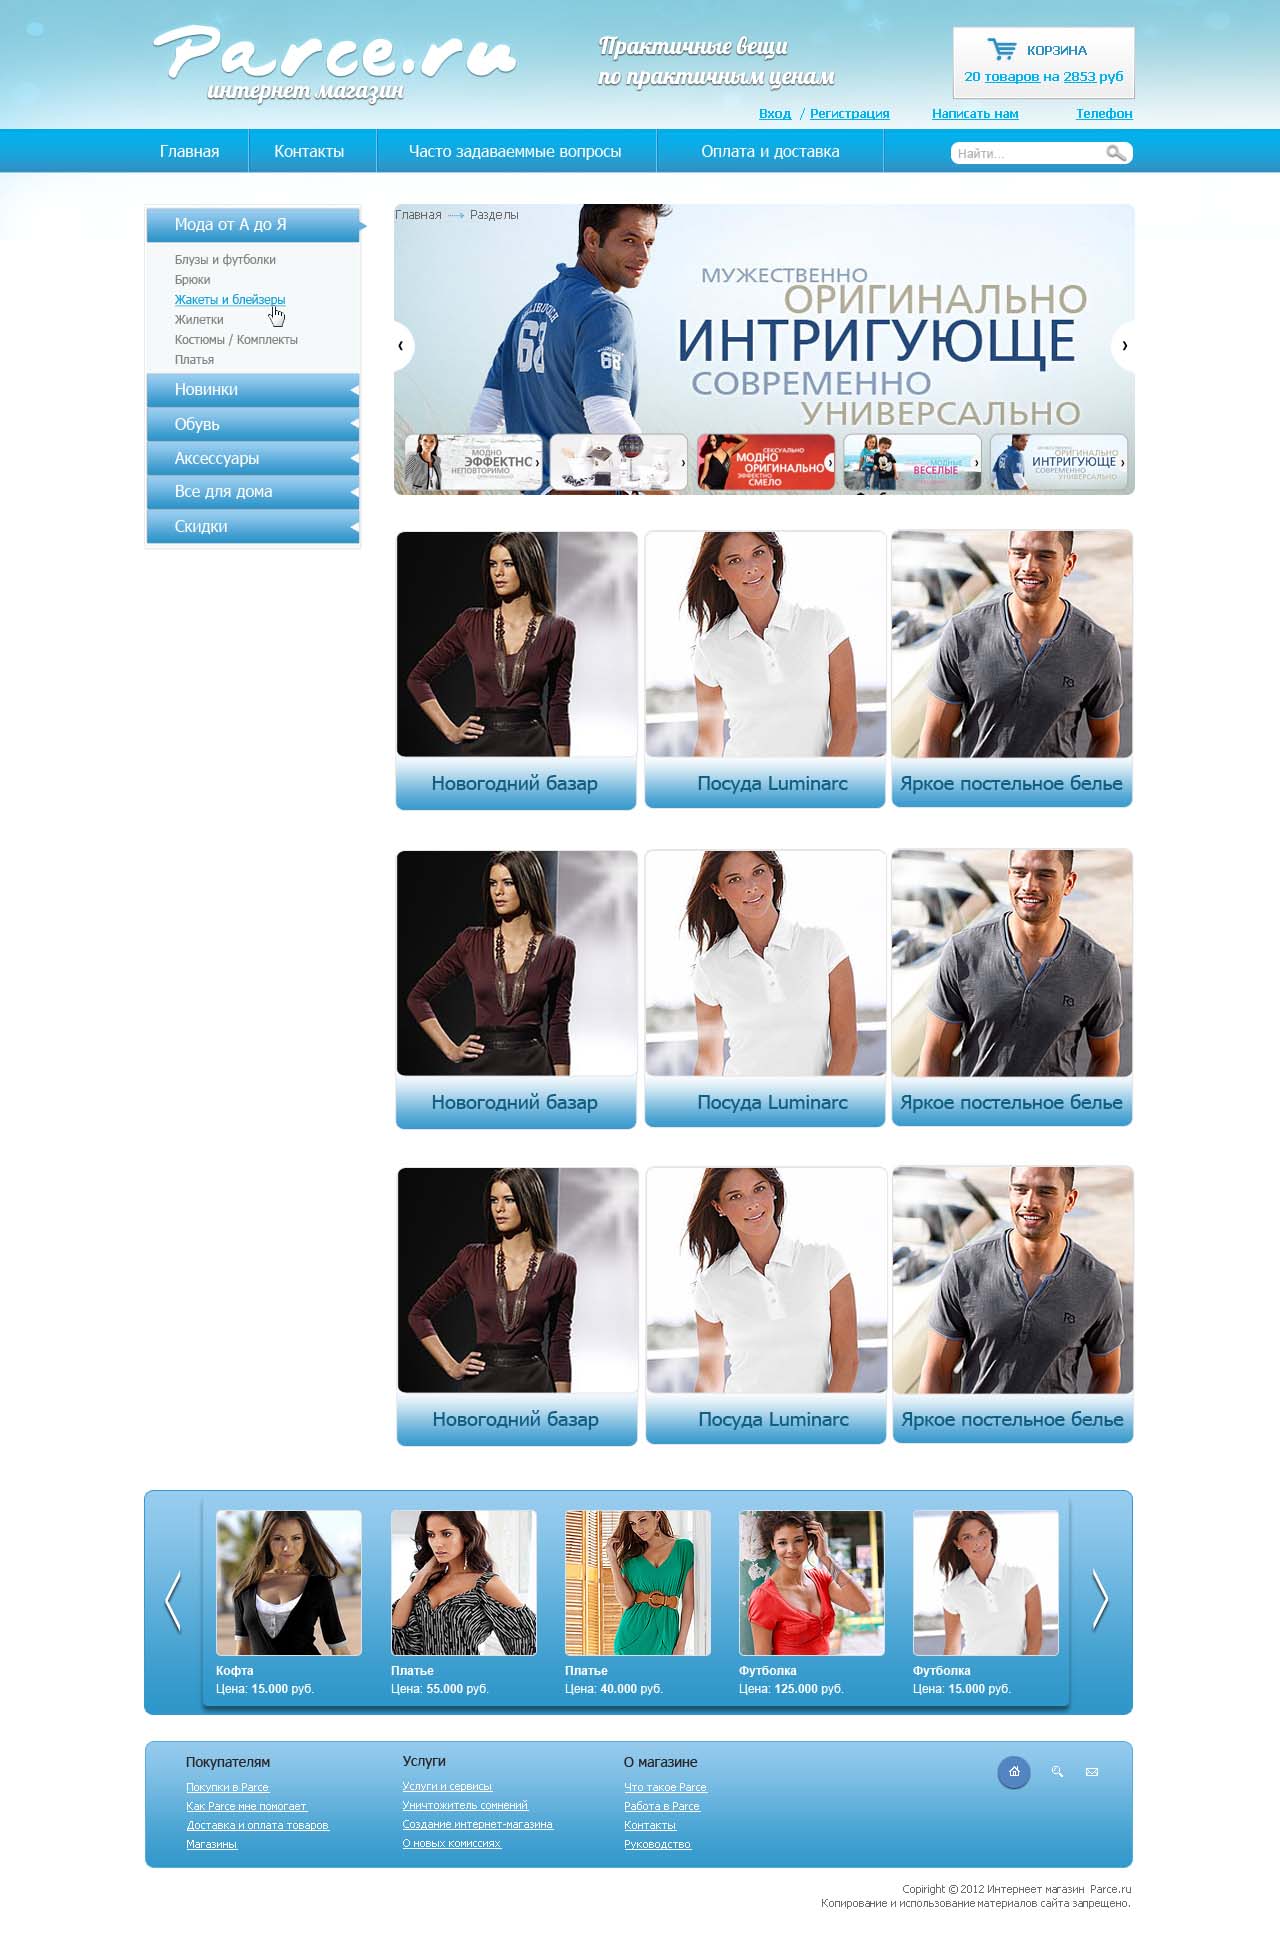 Parce.ru
интернет магазин
Практичные вещи
по практичным ценам
КОРЗИНА
20 товаров на 2853 руб
Вход / Регистрация
Написать нам
Телефон
Главная
Контакты
Часто задаваеммые вопросы
Оплата и доставка
Найти...
Мода от А до Я
Блузы и футболки
Брюки
Жакеты и блейзеры
Жилетки
Костюмы / Комплекты
Платья
Новинки
Обувь
Аксессуары
Все для дома
Скидки
Главная Разделы
МУЖЕСТВЕННО
ОРИГИНАЛЬНО
ИНТРИГУЮЩЕ
СОВРЕМЕННО
УНИВЕРСАЛЬНО
68
68
МОДНО
ЭФФЕКТНО
НЕПОВТОРИМО
СЕКСУАЛЬНО
МОДНО
ОРИГИНАЛЬНО
ЭФФЕКТНО
СМЕЛО
МОДНЫЕ
ВЕСЕЛЫЕ
ОРИГИНАЛЬНО
ИНТРИГУЮЩЕ
СОВРЕМЕННО
УНИВЕРСАЛЬНО
Новогодний базар
Посуда Luminarc
Яркое постельное белье
Новогодний базар
Посуда Luminarc
Яркое постельное белье
Новогодний базар
Посуда Luminarc
Яркое постельное белье
Кофта
Цена: 15.000 руб.
Платье
Цена: 55.000 руб.
Платье
Цена: 40.000 руб.
Футболка
Цена: 125.000 руб.
Футболка
Цена: 15.000 руб.
Покупателям
Покупки в Parce
Как Parce мне помогает
Доставка и оплата товаров
Магазины
Услуги
Услуги и сервисы
Уничтожитель сомнений
Создание интернет-магазина
О новых комиссиях
О магазине
Что такое Parce
Работа в Parce
Контакты
Руководство
Copiright © 2012 Интернеет магазин Parce.ru
Копирование и использование материалов сайта запрещено.